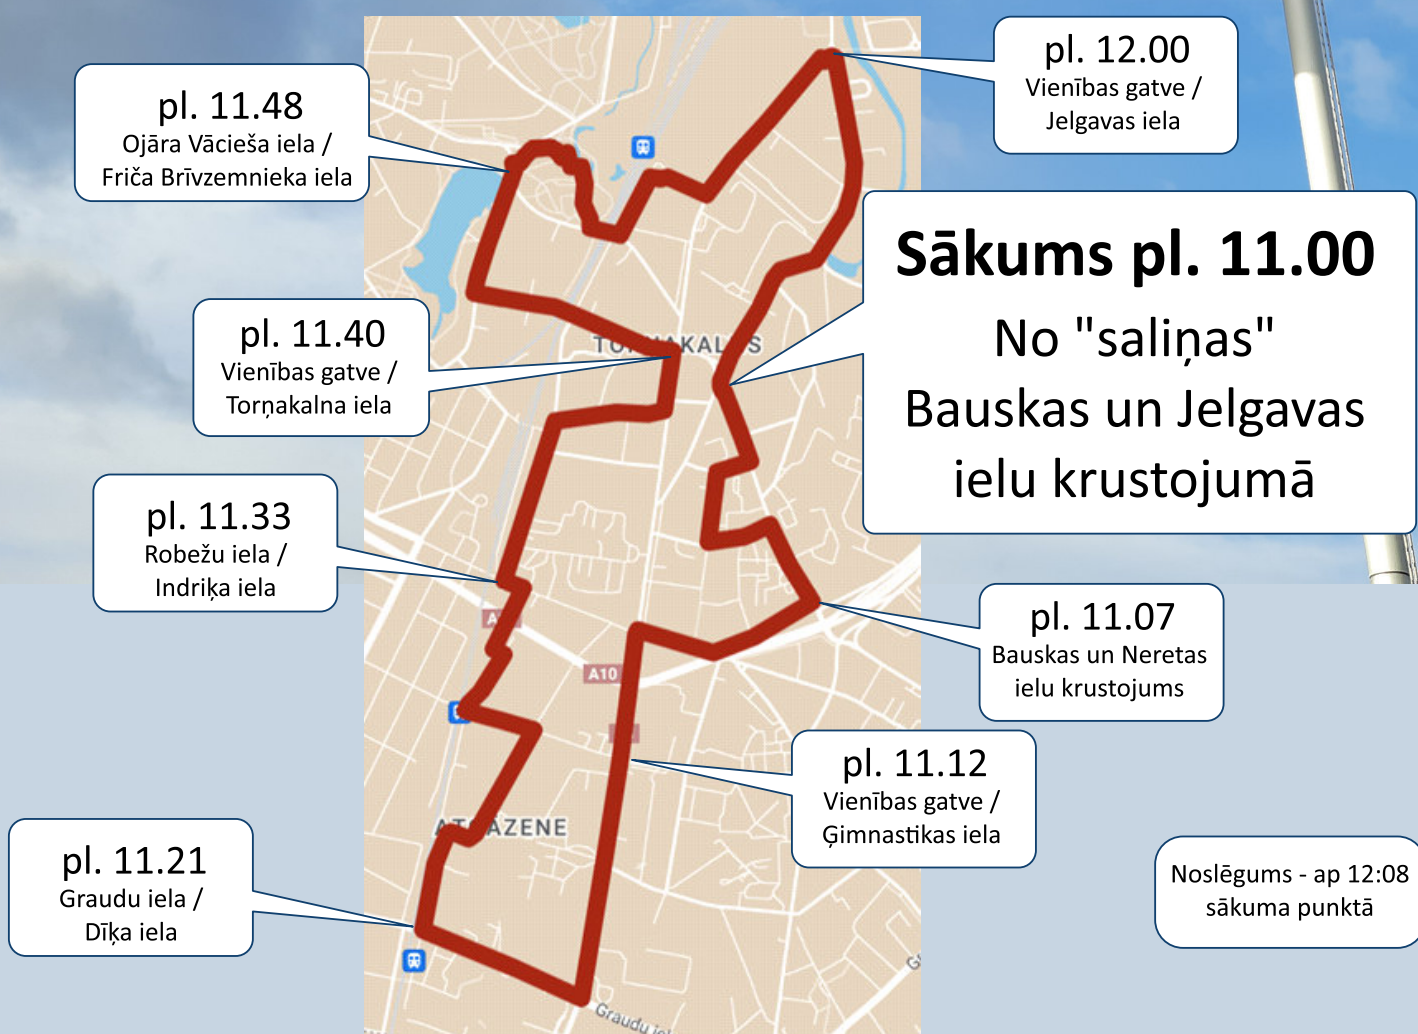 pl. 12.00
Vienības gatve /
Jelgavas iela
pl. 11.48
Ojāra Vācieša iela /
Friča Brīvzemnieka iela
Sākums pl. 11.00
No "saliņas"
Bauskas un Jelgavas
ielu krustojumā
pl. 11.40
Vienības gatve /
Torņakalna iela
pl. 11.33
Robežu iela /
Indriķa iela
pl. 11.07
Bauskas un Neretas
ielu krustojums
A10
pl. 11.12
Vienības gatve /
Ģimnastikas iela
pl. 11.21
Graudu iela /
Dīķa iela
Noslēgums - ap 12:08
sākuma punktā